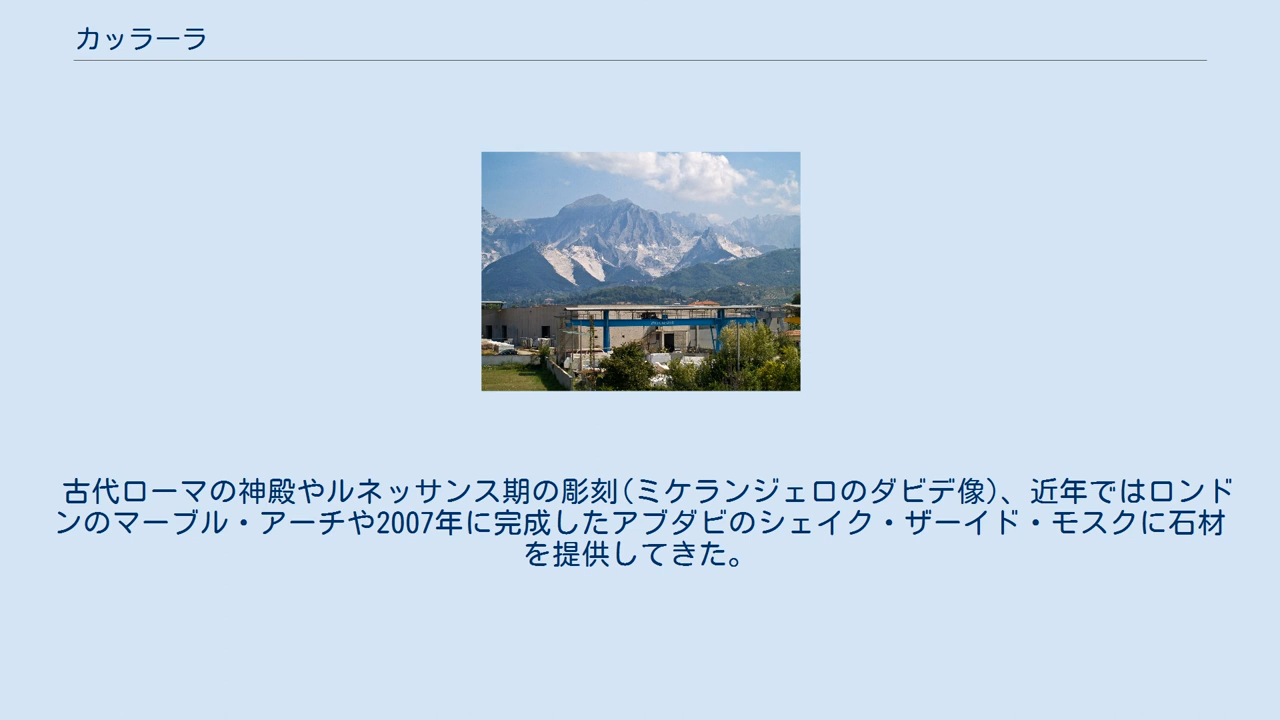 カッラーラ
古代ローマの神殿やルネッサンス期の彫刻(ミケランジェロのダビデ像)、近年ではロンド
ンのマーブル・アーチや2007年に完成したアブダビのシェイク・ザーイド・モスクに石材
を提供してきた。